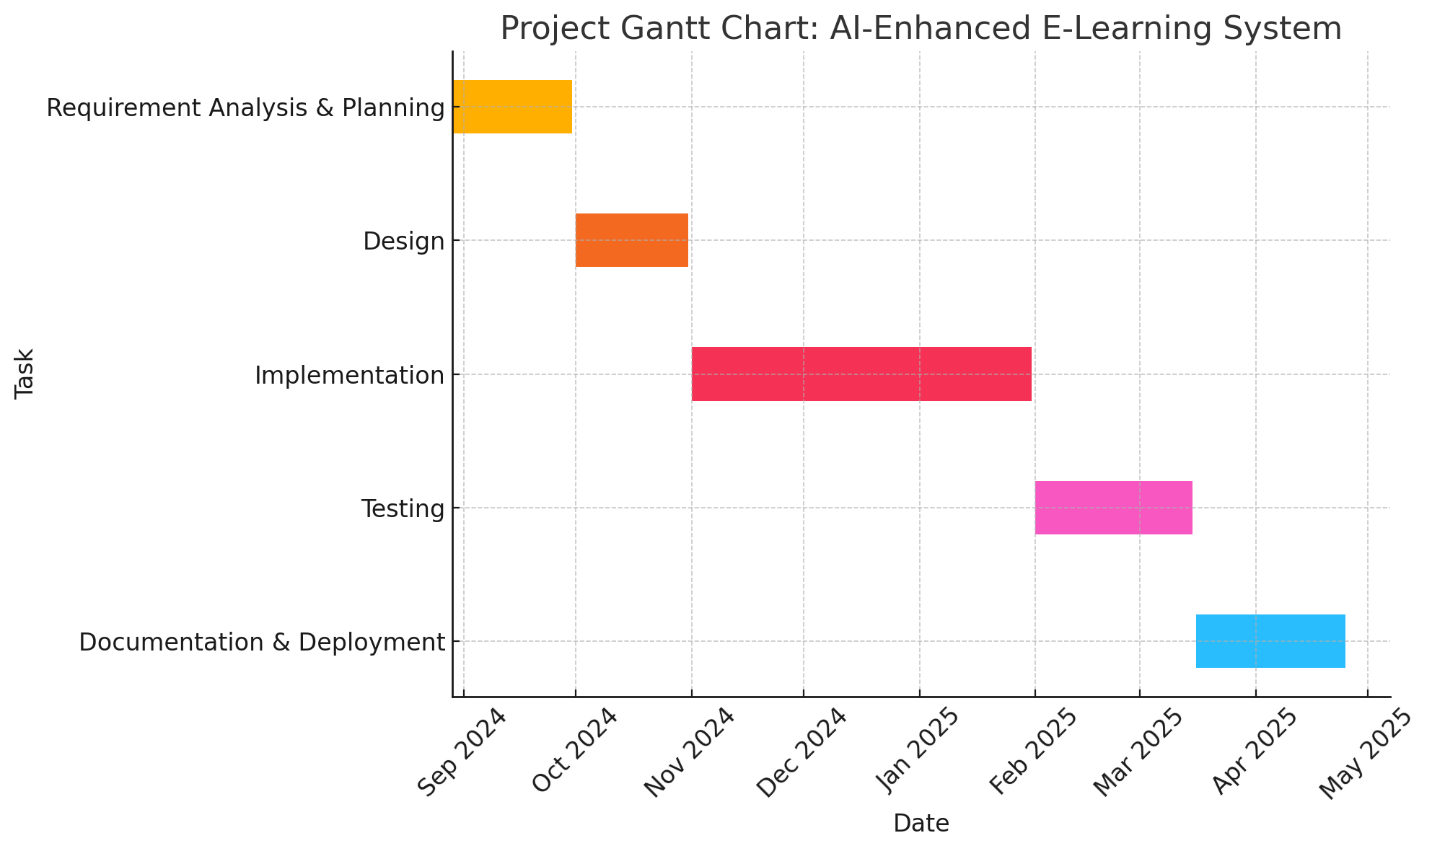 Project Gantt Chart: AI-Enhanced E-Learning System
Requirement Analysis & Planning
Design
Implementation
Testing
Documentation & Deployment
Task
Sep 2024
Oct 2024
Nov 2024
Dec 2024
Jan 2025
Feb 2025
Mar 2025
Apr 2025
May 2025
Date